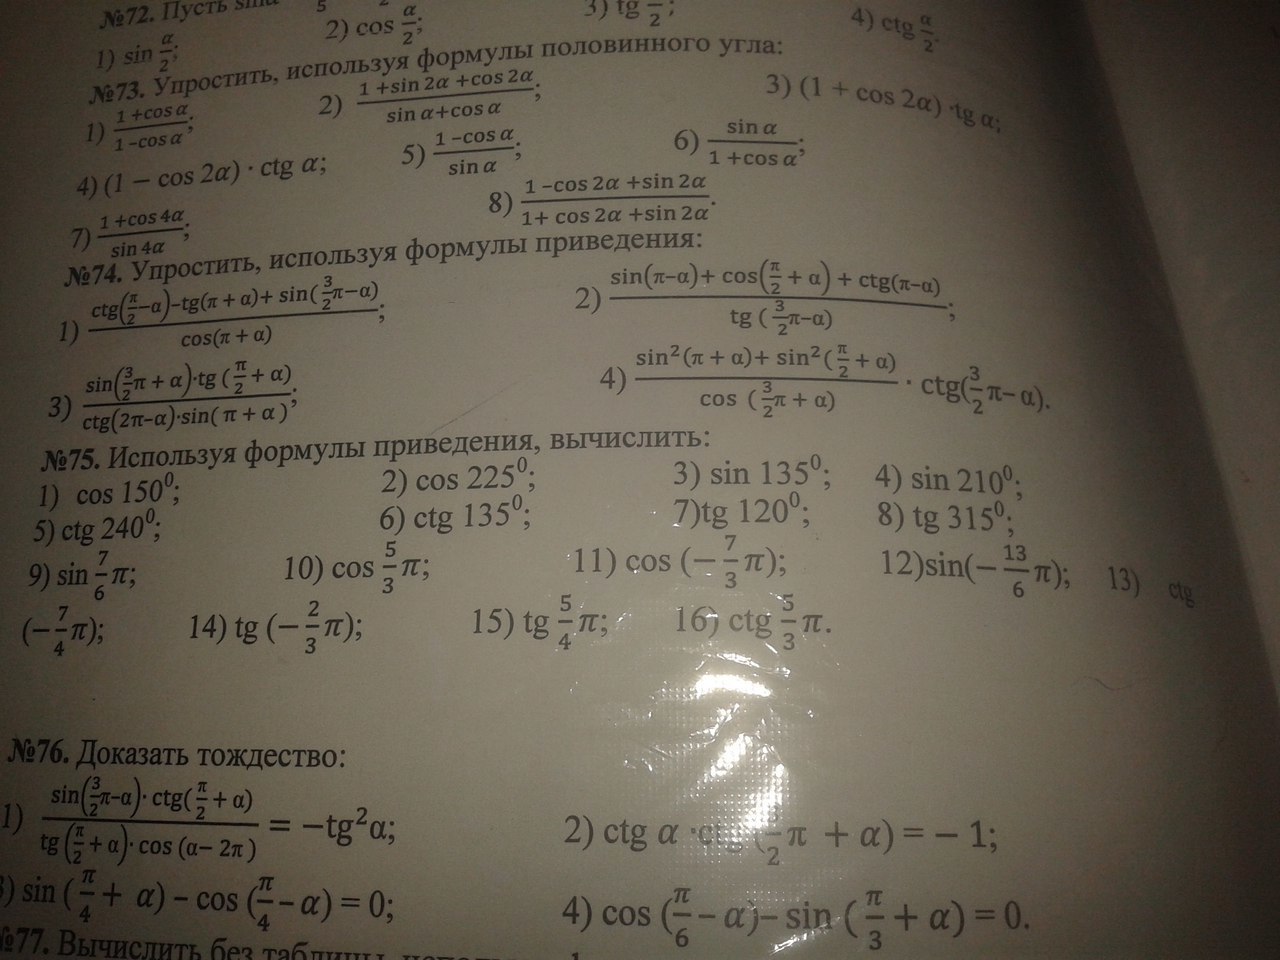 №72. Пусть sinα 5 2
1) sin α/2; 2) cos α/2; 3) tg /2; 4) ctg α/2.
№73. Упростить, используя формулы половинного угла:
1) (1+cos α)/(1−cos α); 2) (1+sin 2α +cos 2α)/(sin α+cos α); 3) (1 + cos 2α) · tg α;
4) (1 − cos 2α) · ctg α; 5) (1−cos α)/(sin α); 6) (sin α)/(1+cos α);
7) (1+cos 4α)/(sin 4α); 8) (1−cos 2α +sin 2α)/(1+ cos 2α +sin 2α).
№74. Упростить, используя формулы приведения:
1) (ctg(π/2−α)−tg(π + α)+ sin(3/2π−α))/(cos(π + α)); 2) (sin(π−α)+ cos(π/2 + α) + ctg(π−α))/(tg (3/2π−α));
3) (sin(3/2π + α)·tg (π/2 + α))/(ctg(2π−α)·sin( π + α )); 4) (sin²(π + α)+ sin²(π/2 + α))/(cos (3/2π + α)) · ctg(3/2π− α).
№75. Используя формулы приведения, вычислить:
1) cos 150⁰; 2) cos 225⁰; 3) sin 135⁰; 4) sin 210⁰;
5) ctg 240⁰; 6) ctg 135⁰; 7)tg 120⁰; 8) tg 315⁰;
9) sin 7/6 π; 10) cos 5/3 π; 11) cos (− 7/3 π); 12)sin(− 13/6 π); 13) ctg
(− 7/4 π); 14) tg (− 2/3 π); 15) tg 5/4 π; 16) ctg 5/3 π.
№76. Доказать тождество:
1) (sin(3/2π−α)· ctg(π/2 + α))/(tg (π/2 + α)· cos (α− 2π )) = −tg²α; 2) ctg α ·ctg ( /2 π + α) = − 1;
) sin ( π/4 + α) − cos (π/4 − α) = 0; 4) cos (π/6 − α)− sin ( π/3 + α) = 0.
№77. Вычислить без таблицы,